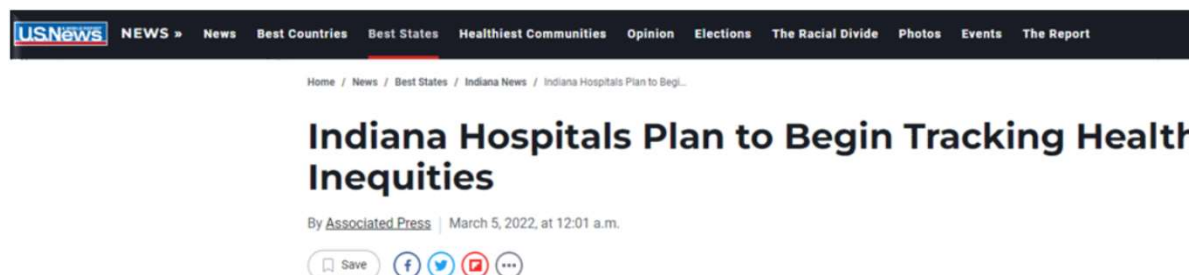 U.S.News NEWS » News Best Countries Best States Healthiest Communities Opinion Elections The Racial Divide Photos Events The Report
Home / News / Best States / Indiana News / Indiana Hospitals Plan to Begi...
Indiana Hospitals Plan to Begin Tracking Health
Inequities
By Associated Press | March 5, 2022, at 12:01 a.m.
Save